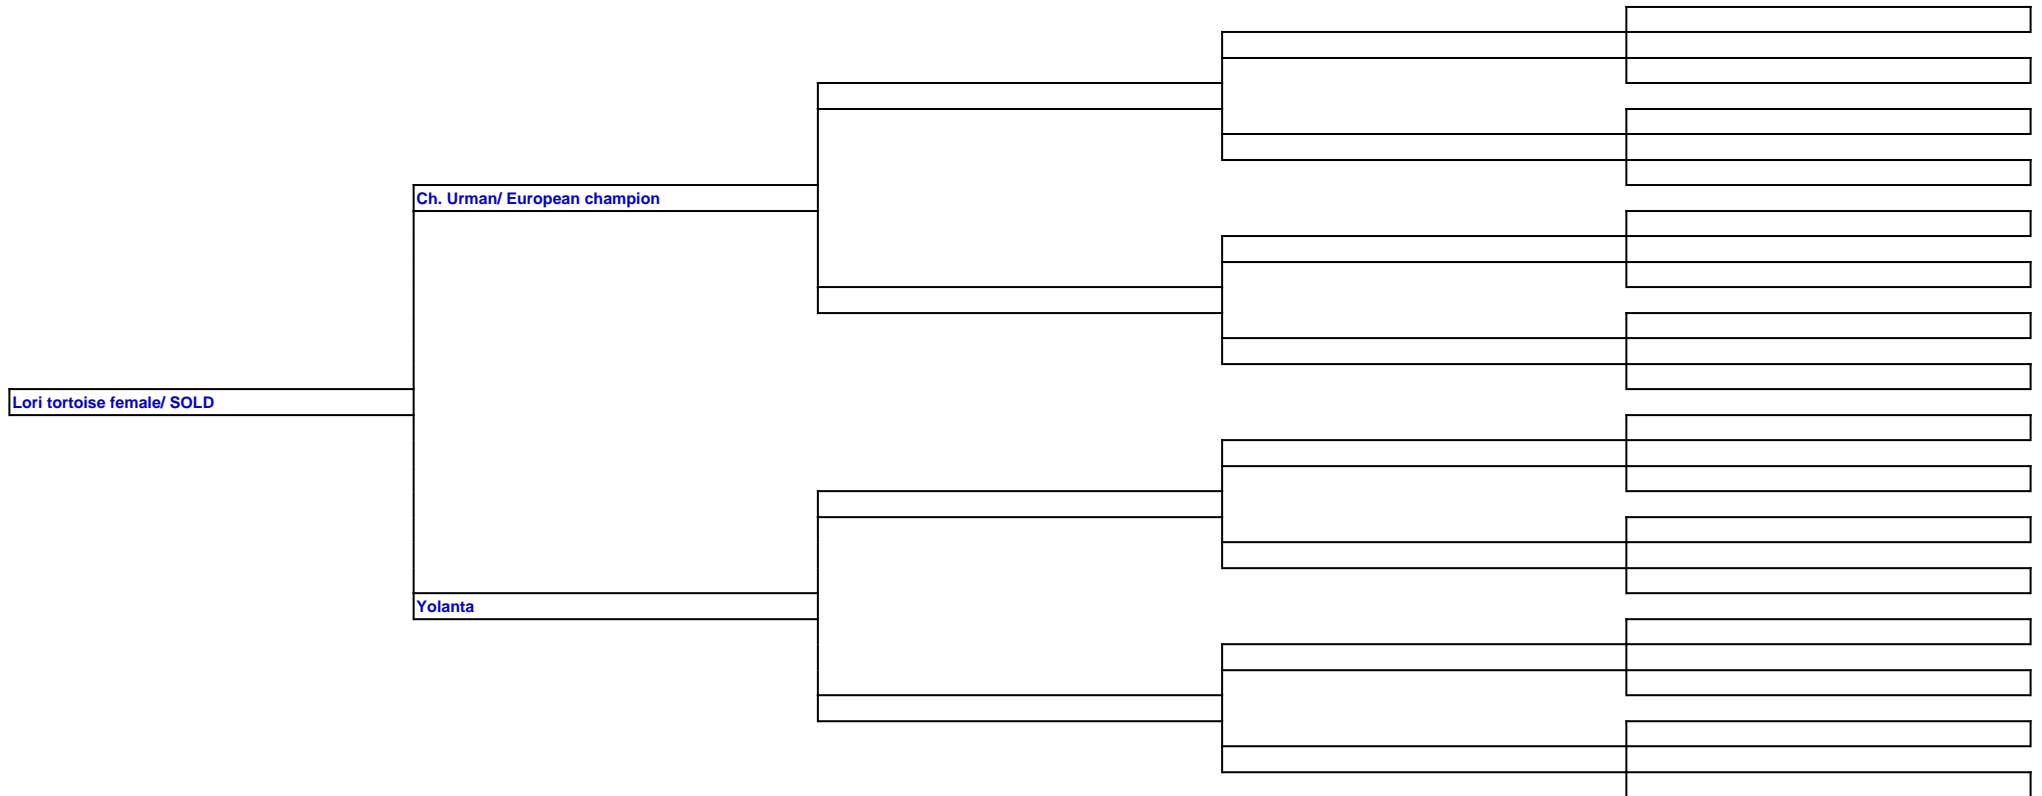 Ch. Urman/ European champion
Lori tortoise female/ SOLD
Yolanta